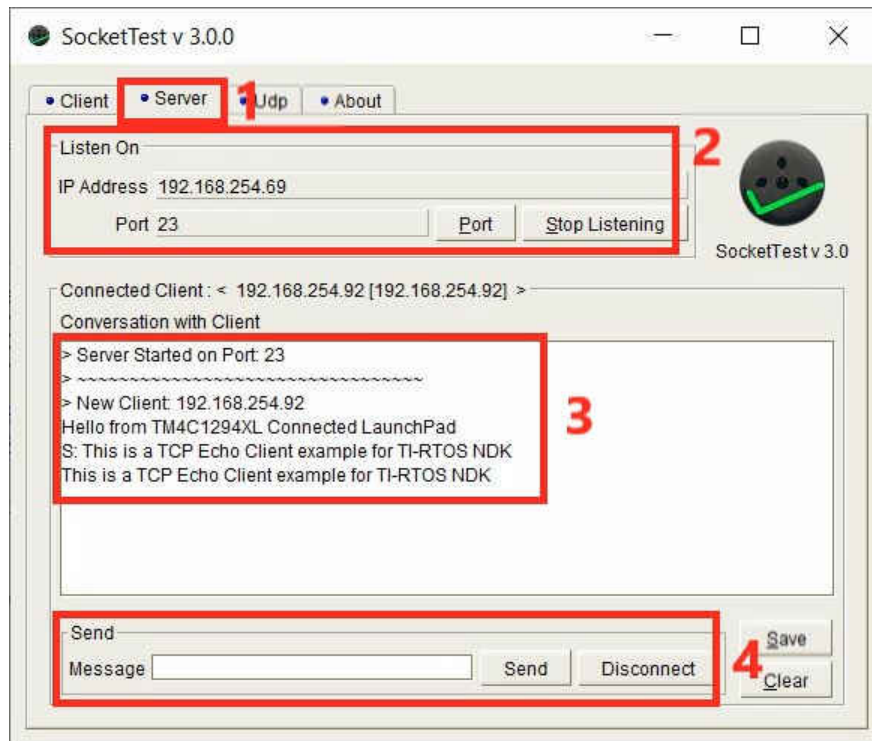 SocketTest v 3.0.0
Client
Server
1
Udp
About
Listen On
2
IP Address 192.168.254.69
Port 23 Port Stop Listening
SocketTest v 3.0
Connected Client : < 192.168.254.92 [192.168.254.92] >
Conversation with Client
> Server Started on Port: 23
> ~~~~~~~~~~~~~~~~~~~~~~~~~~~~~~~~~~
> New Client: 192.168.254.92
Hello from TM4C1294XL Connected LaunchPad
S: This is a TCP Echo Client example for TI-RTOS NDK
This is a TCP Echo Client example for TI-RTOS NDK
3
Send
Message Send Disconnect
4
Save
Clear